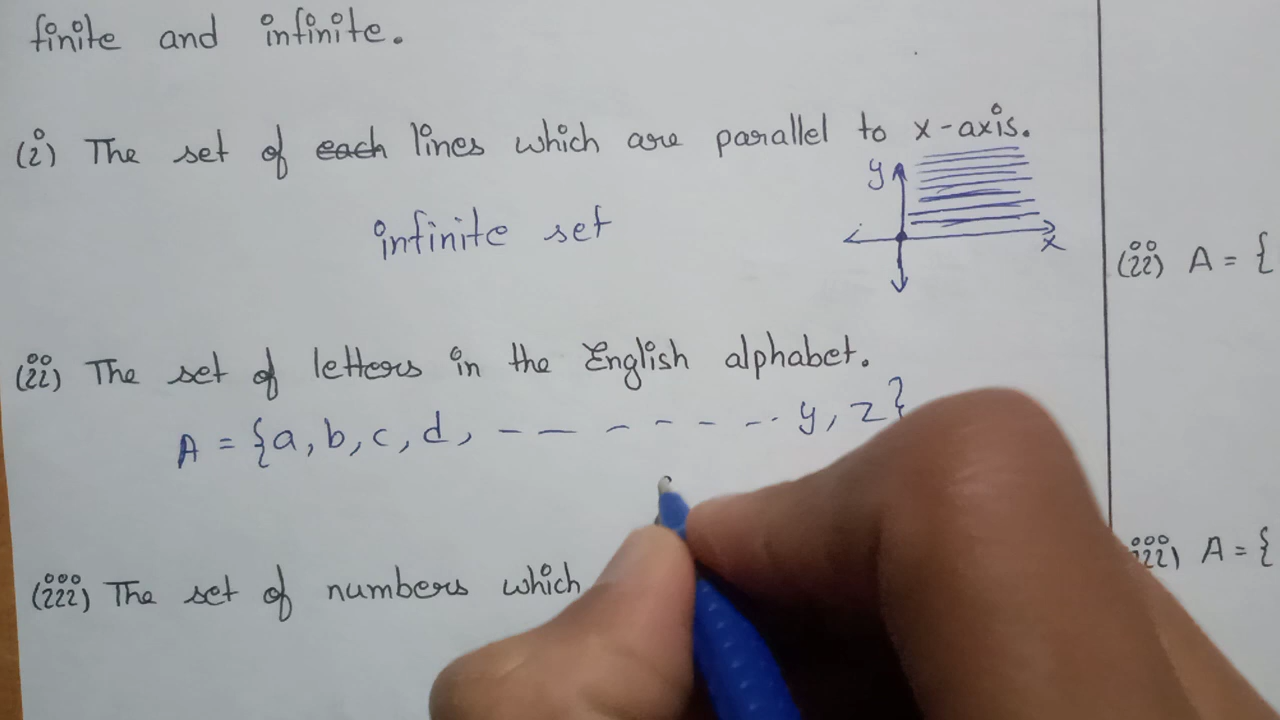 finite and infinite.
(i) The set of each lines which are parallel to x-axis.
y
infinite set
x
(ii) A = {
(ii) The set of letters in the English alphabet.
A = {a, b, c, d, – – – – – – -· y, z}
(iii) A = {
(iii) The set of numbers which